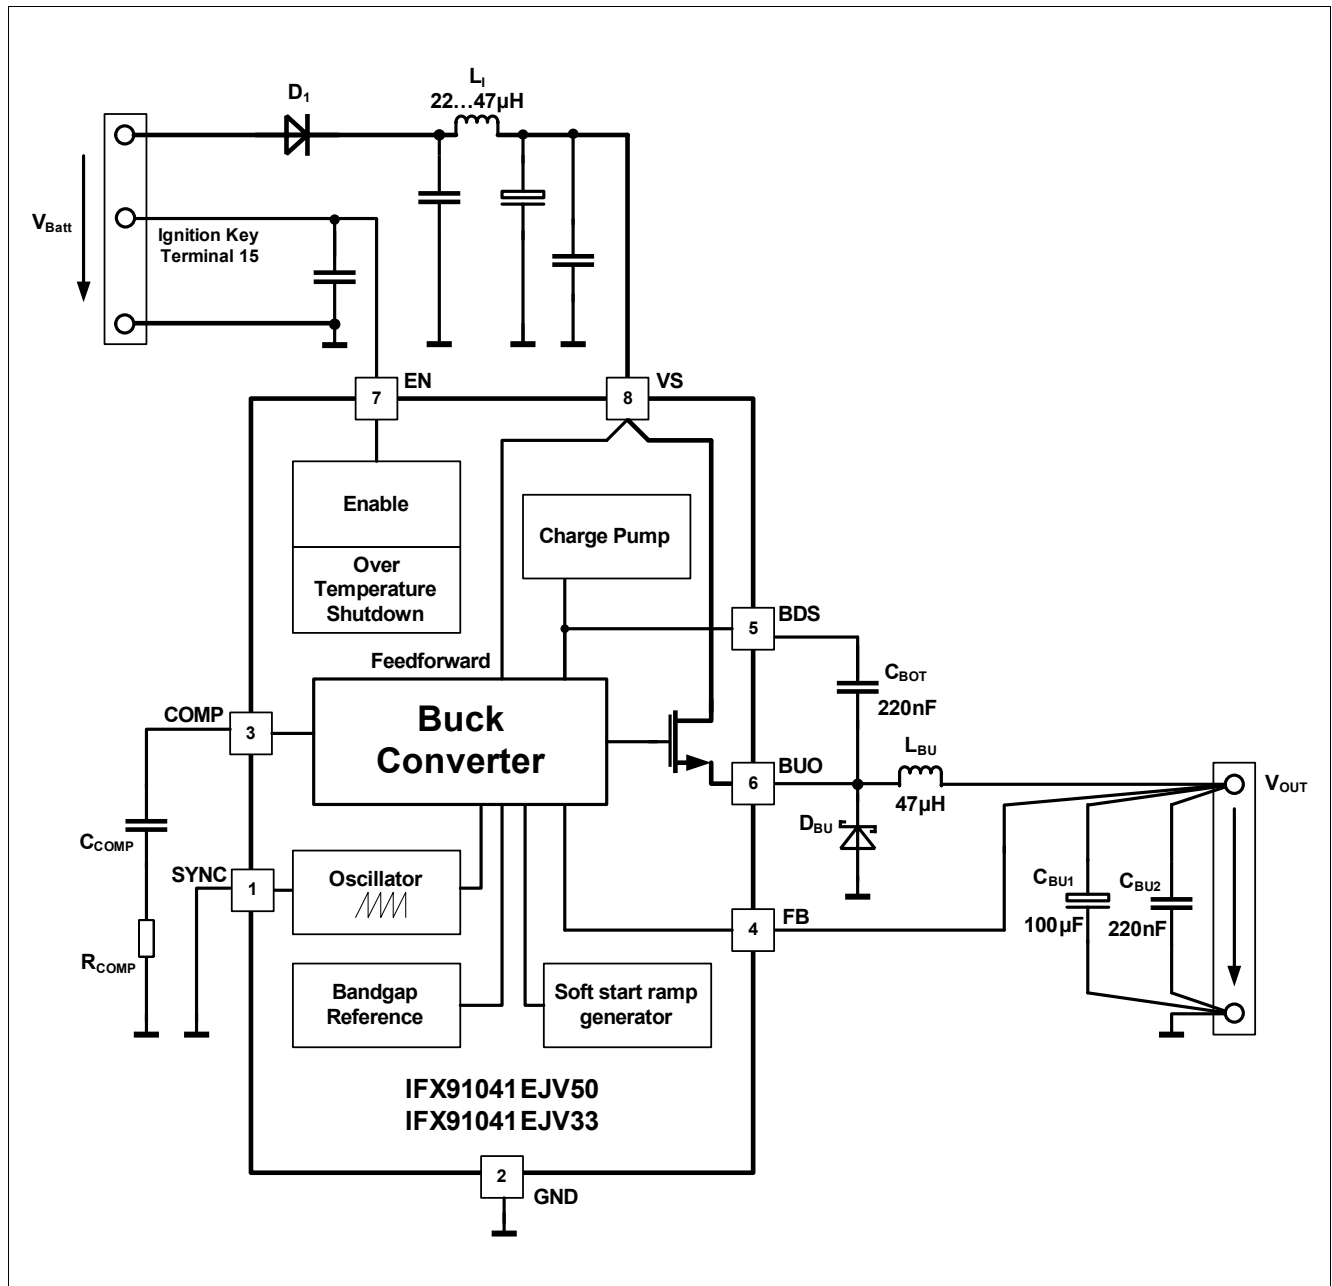 D1
LI
22...47µH
VBatt
Ignition Key
Terminal 15
EN
VS
7
8
Enable
Over
Temperature
Shutdown
Charge Pump
BDS
5
Feedforward
CBOT
220nF
COMP
3
Buck
Converter
LBU
47µH
BUO
6
VOUT
DBU
CCOMP
SYNC
1
Oscillator
CBU1
100µF
CBU2
220nF
FB
4
RCOMP
Bandgap
Reference
Soft start ramp
generator
IFX91041EJV50
IFX91041EJV33
2
GND